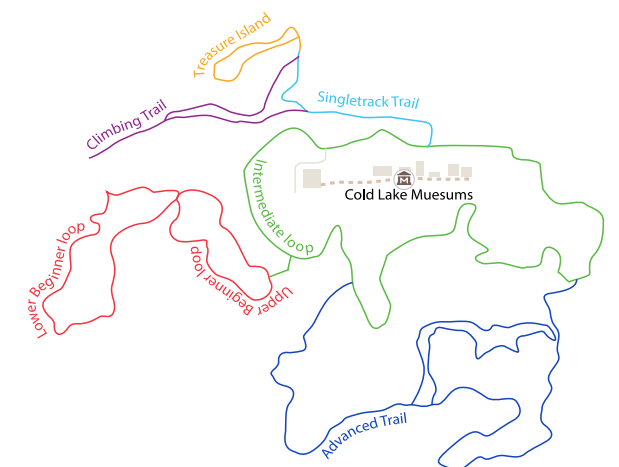 Treasure Island
Singletrack Trail
Climbing Trail
Intermediate loop
M
Cold Lake Muesums
Lower Beginner loop
Upper Beginner loop
Advanced Trail